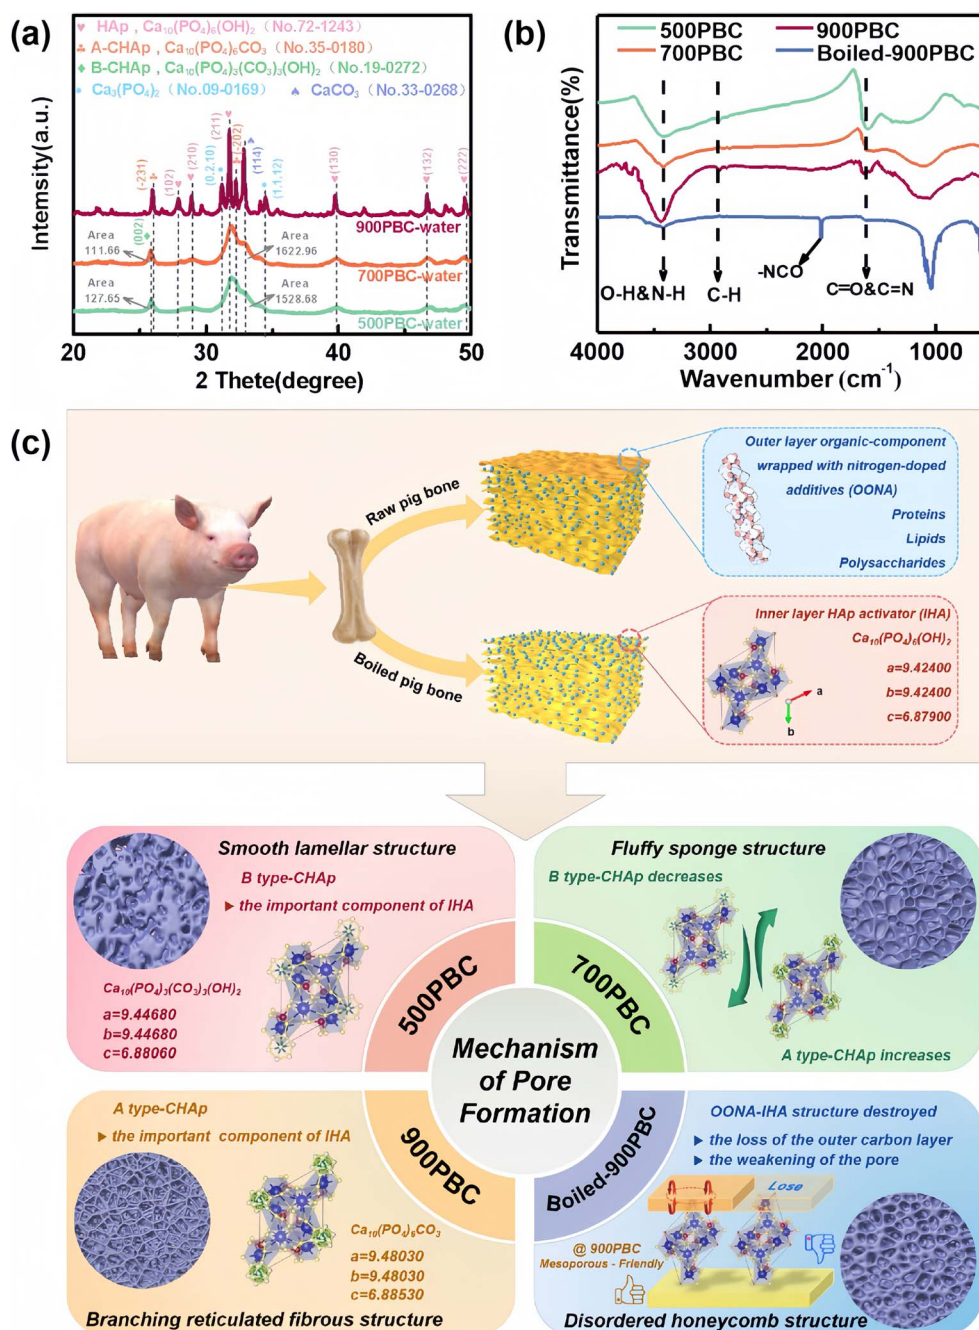 (a)
♥ HAp , Ca₁₀(PO₄)₆(OH)₂（No.72-1243）
♣ A-CHAp , Ca₁₀(PO₄)₆CO₃（No.35-0180）
♦ B-CHAp , Ca₁₀(PO₄)₃(CO₃)₃(OH)₂（No.19-0272）
● Ca₃(PO₄)₂（No.09-0169） ♠ CaCO₃（No.33-0268）
Intensity(a.u.)
(002)
(-231)
(102)
(210)
(0,2,10)
(211)
(-202)
(114)
(1,1,12)
(130)
(132)
(222)
900PBC-water
Area
111.66
Area
1622.96
700PBC-water
Area
127.65
Area
1528.68
500PBC-water
20 30 40 50
2 Thete(degree)
(b)
500PBC 900PBC
700PBC Boiled-900PBC
Transmittance(%)
-NCO
O-H&N-H C-H C=O&C=N
4000 3000 2000 1000
Wavenumber (cm⁻¹)
(c)
Raw pig bone
Boiled pig bone
Outer layer organic-component
wrapped with nitrogen-doped
additives (OONA)
Proteins
Lipids
Polysaccharides
Inner layer HAp activator (IHA)
Ca₁₀(PO₄)₆(OH)₂
a=9.42400
b=9.42400
c=6.87900
a
b
Smooth lamellar structure
B type-CHAp
▶ the important component of IHA
Ca₁₀(PO₄)₃(CO₃)₃(OH)₂
a=9.44680
b=9.44680
c=6.88060
500PBC
Fluffy sponge structure
B type-CHAp decreases
A type-CHAp increases
700PBC
Mechanism
of Pore
Formation
A type-CHAp
▶ the important component of IHA
Ca₁₀(PO₄)₆CO₃
a=9.48030
b=9.48030
c=6.88530
900PBC
Branching reticulated fibrous structure
Boiled-900PBC
OONA-IHA structure destroyed
▶ the loss of the outer carbon layer
▶ the weakening of the pore
Lose
@ 900PBC
Mesoporous - Friendly
Disordered honeycomb structure